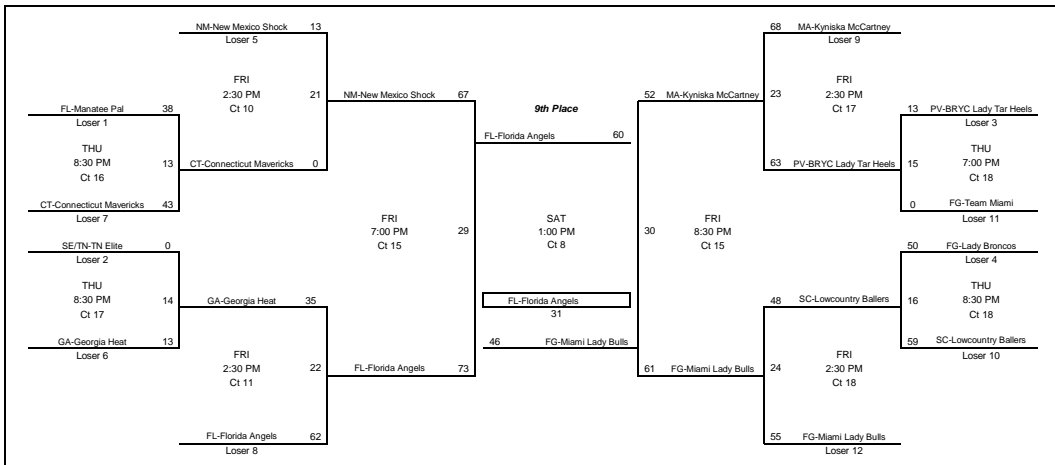 NM-New Mexico Shock 13
Loser 5
FRI
2:30 PM
Ct 10
21
NM-New Mexico Shock 67
FL-Manatee Pal 38
Loser 1
THU
8:30 PM
Ct 16
13
CT-Connecticut Mavericks 0
CT-Connecticut Mavericks 43
Loser 7
FRI
7:00 PM
Ct 15
29
SE/TN-TN Elite 0
Loser 2
THU
8:30 PM
Ct 17
14
GA-Georgia Heat 35
GA-Georgia Heat 13
Loser 6
FRI
2:30 PM
Ct 11
22
FL-Florida Angels 73
FL-Florida Angels 62
Loser 8
9th Place
FL-Florida Angels 60
SAT
1:00 PM
Ct 8
FL-Florida Angels
31
46 FG-Miami Lady Bulls
68 MA-Kyniska McCartney
Loser 9
52 MA-Kyniska McCartney
23
FRI
2:30 PM
Ct 17
13 PV-BRYC Lady Tar Heels
Loser 3
63 PV-BRYC Lady Tar Heels
15
THU
7:00 PM
Ct 18
0 FG-Team Miami
Loser 11
30
FRI
8:30 PM
Ct 15
50 FG-Lady Broncos
Loser 4
48 SC-Lowcountry Ballers
16
THU
8:30 PM
Ct 18
59 SC-Lowcountry Ballers
Loser 10
61 FG-Miami Lady Bulls
24
FRI
2:30 PM
Ct 18
55 FG-Miami Lady Bulls
Loser 12